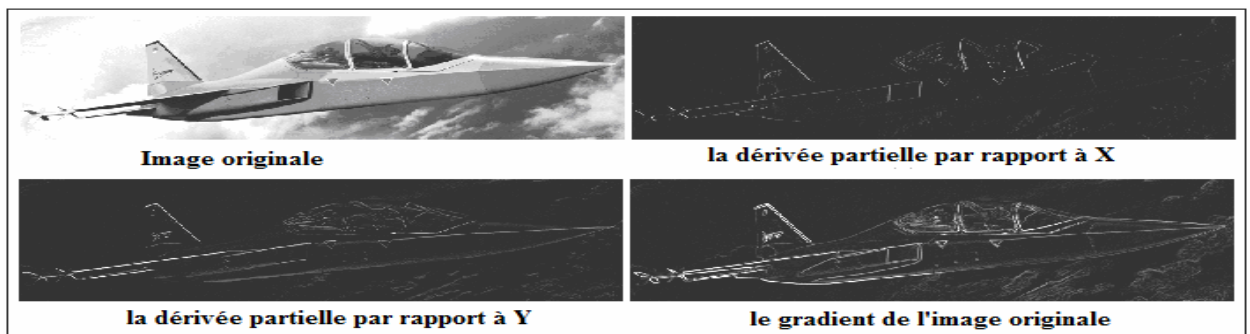 Image originale
la dérivée partielle par rapport à X
la dérivée partielle par rapport à Y
le gradient de l'image originale